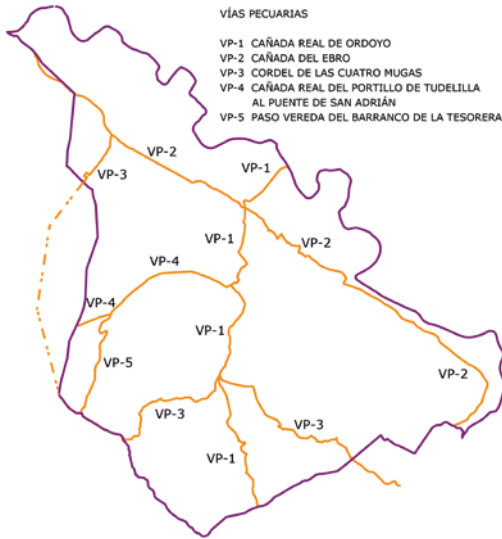 VÍAS PECUARIAS
VP-1 CAÑADA REAL DE ORDOYO
VP-2 CAÑADA DEL EBRO
VP-3 CORDEL DE LAS CUATRO MUGAS
VP-4 CAÑADA REAL DEL PORTILLO DE TUDELILLA
AL PUENTE DE SAN ADRIÁN
VP-5 PASO VEREDA DEL BARRANCO DE LA TESORERA
VP-2
VP-1
VP-3
VP-1
VP-2
VP-4
VP-4
VP-1
VP-5
VP-2
VP-3
VP-3
VP-1